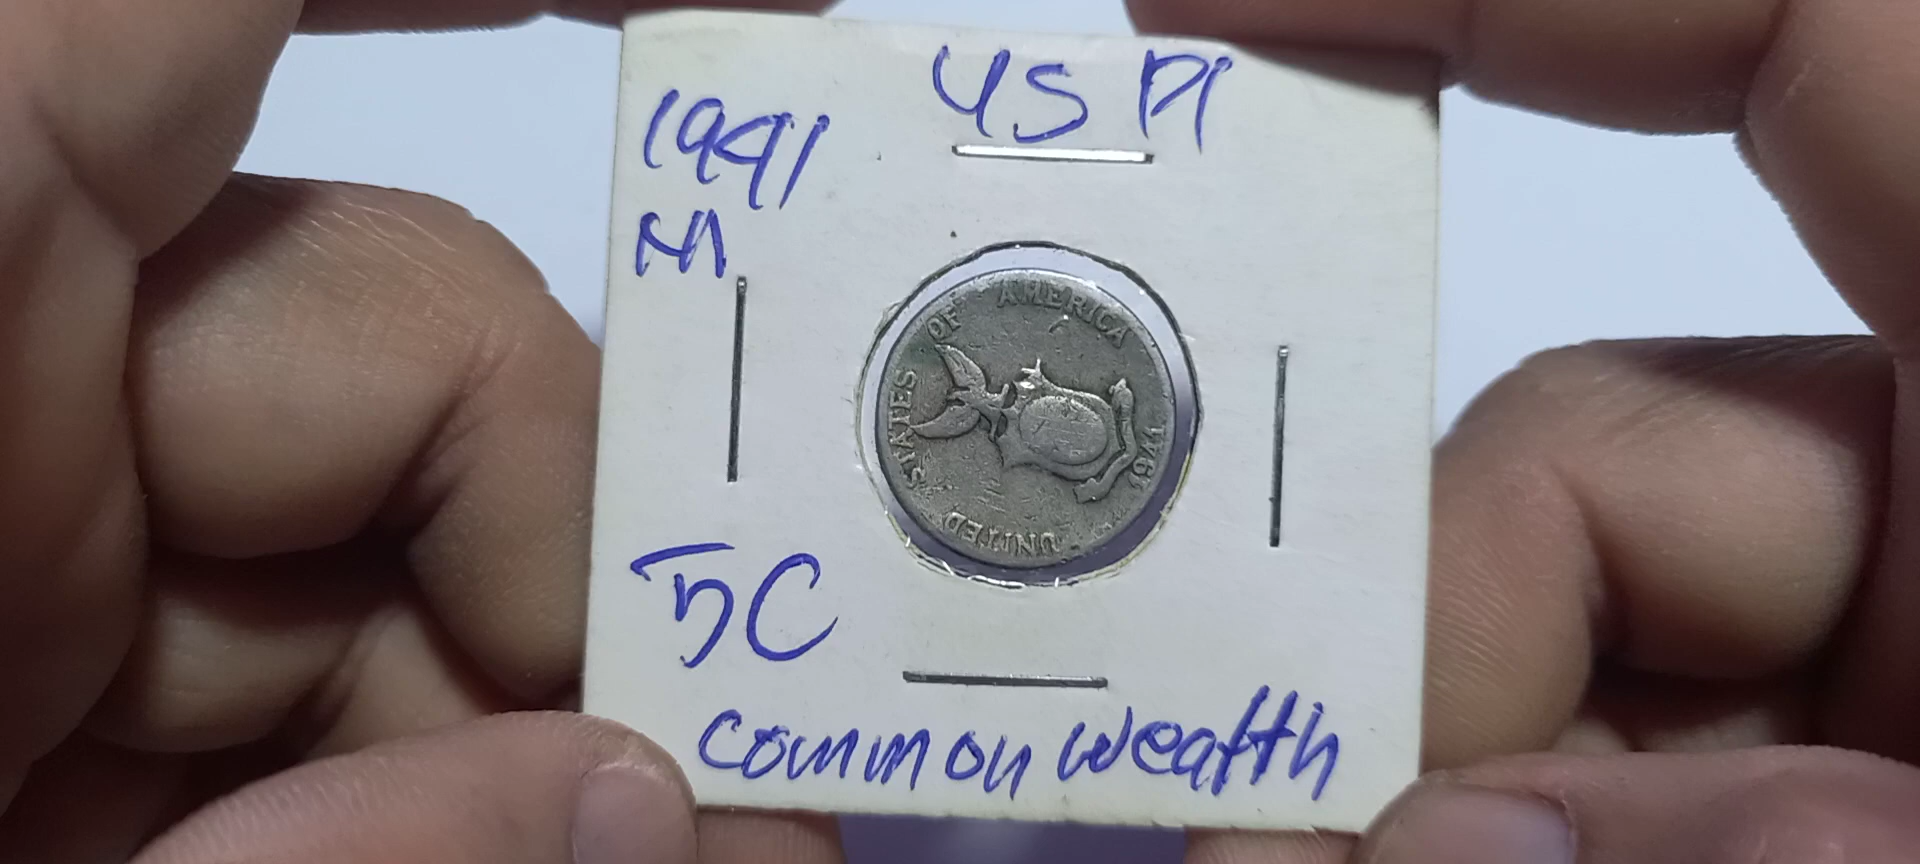 US PI
1941
M
5C
commonwealth
UNITED STATES OF AMERICA
1941